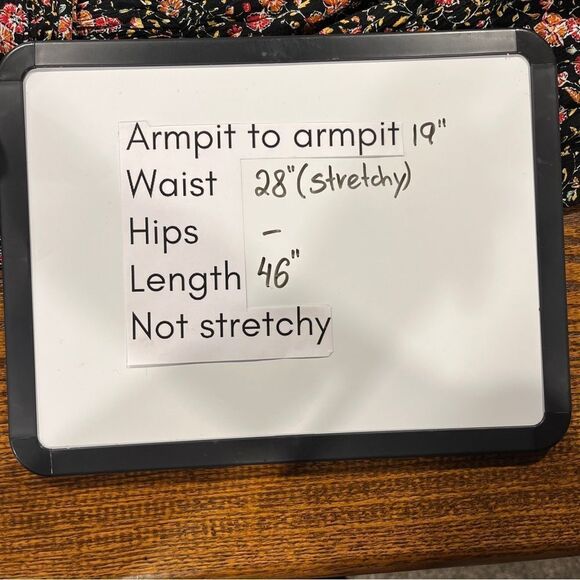 Armpit to armpit 19"
Waist 28" (stretchy)
Hips -
Length 46"
Not stretchy